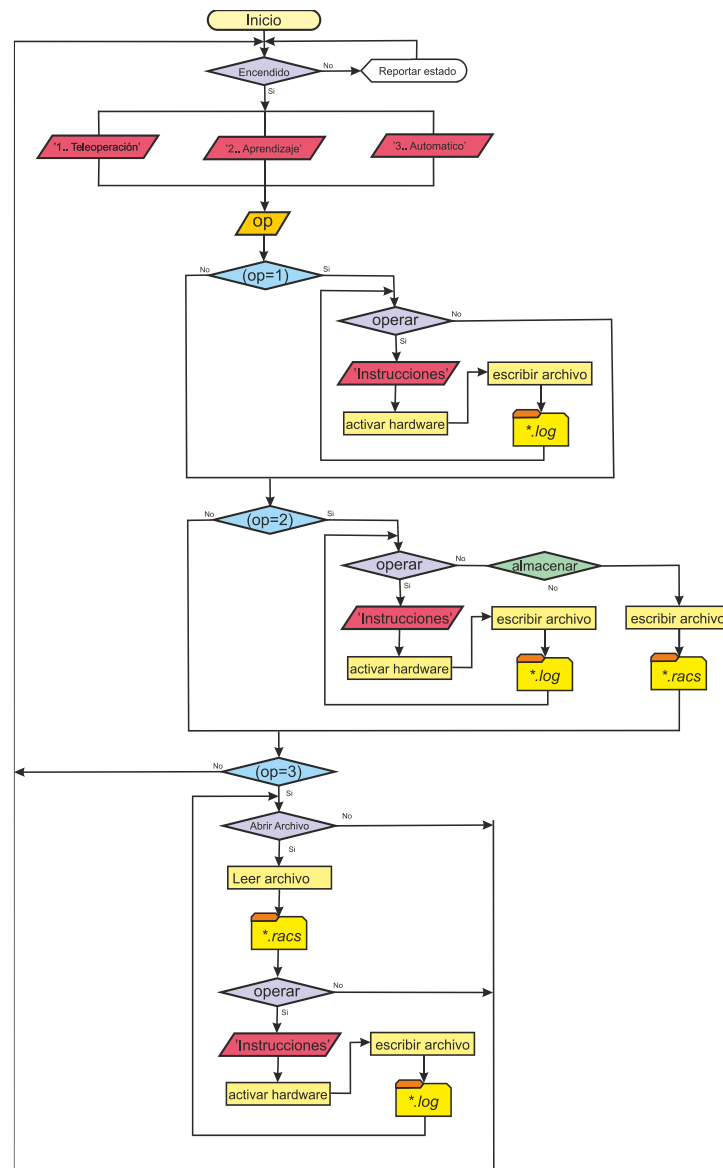 Inicio
Encendido
No
Reportar estado
Si
'1.. Teleoperación'
'2.. Aprendizaje'
'3.. Automatico'
op
No
(op=1)
Si
operar
No
Si
'Instrucciones'
escribir archivo
activar hardware
*.log
No
(op=2)
Si
operar
No
almacenar
Si
No
'Instrucciones'
escribir archivo
escribir archivo
activar hardware
*.log
*.racs
No
(op=3)
Si
Abrir Archivo
No
Si
Leer archivo
*.racs
operar
No
Si
'Instrucciones'
escribir archivo
activar hardware
*.log